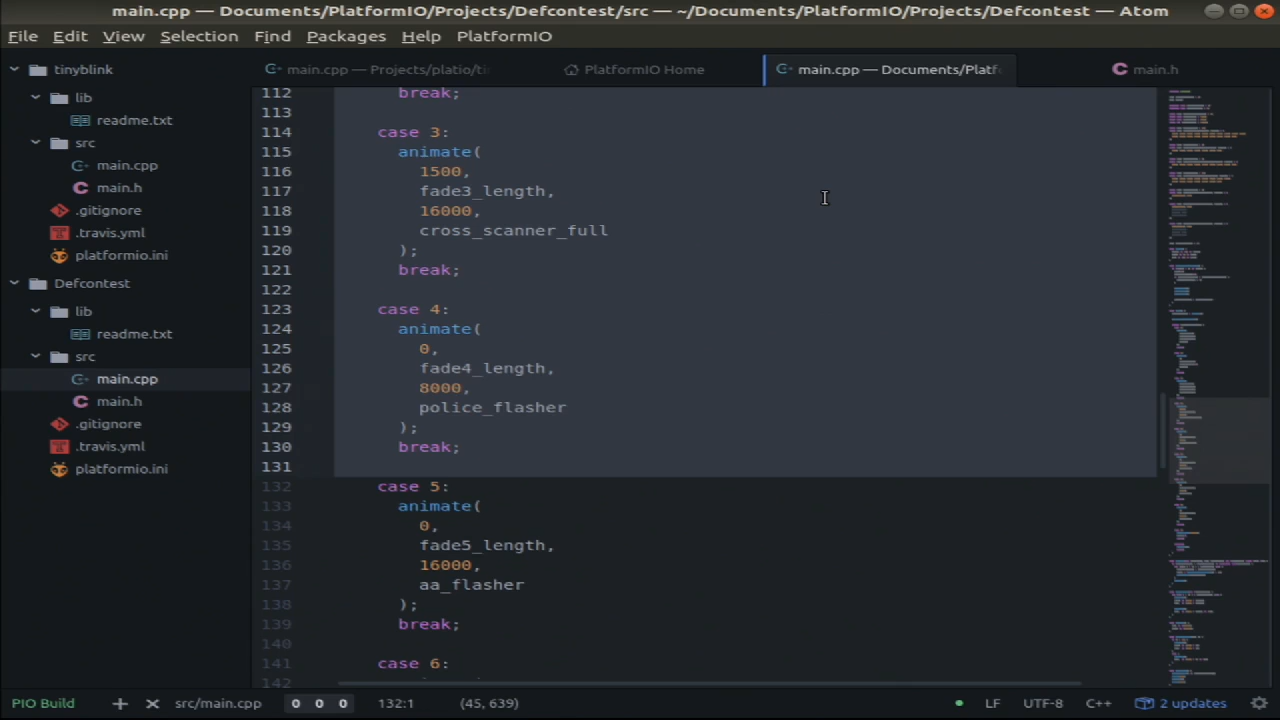 main.cpp — Documents/PlatformIO/Projects/Defcontest/src — ~/Documents/PlatformIO/Projects/Defcontest — Atom
File Edit View Selection Find Packages Help PlatformIO
main.cpp — Projects/platio/ti
PlatformIO Home
main.cpp — Documents/Platf
main.h
tinyblink
lib
readme.txt
src
main.cpp
main.h
.gitignore
.travis.yml
platformio.ini
Defcontest
lib
readme.txt
src
main.cpp
main.h
.gitignore
.travis.yml
platformio.ini
112 break;
113
114 case 3:
115 animate(
116 1500,
117 fade3_length,
118 16000,
119 cross_scanner_full
120 );
121 break;
122
123 case 4:
124 animate(
125 0,
126 fade4_length,
127 8000,
128 police_flasher
129 );
130 break;
131
132 case 5:
133 animate(
134 0,
135 fade5_length,
136 16000,
137 aa_flasher
138 );
139 break;
140
141 case 6:
142
PIO Build + src/main.cpp 0 0 0 132:1 (45, 639) LF UTF-8 C++ 2 updates